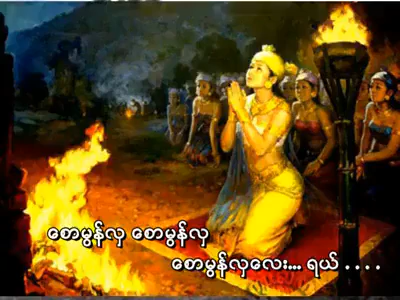 စောမွန်လှ စောမွန်လှ
စောမွန်လှလေး... ရယ် . . . .